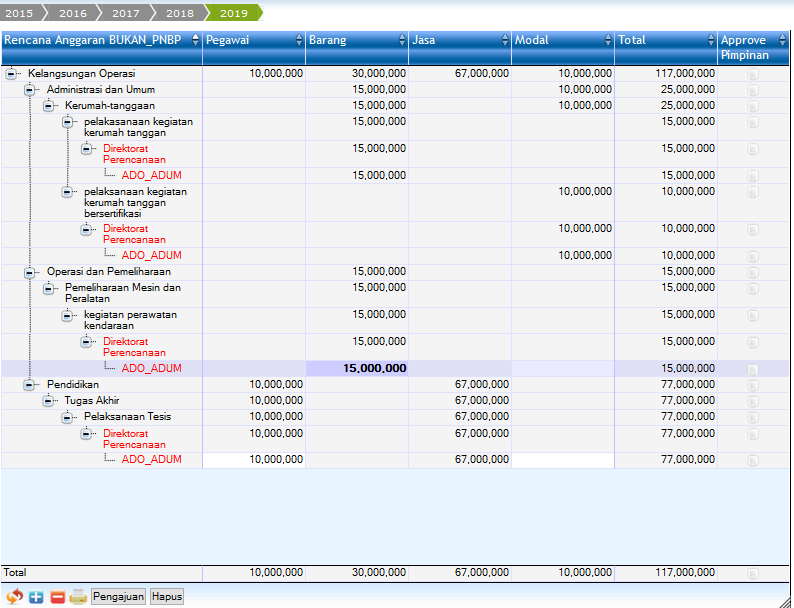 2015 2016 2017 2018 2019
Rencana Anggaran BUKAN_PNBP Pegawai Barang Jasa Modal Total Approve
Pimpinan
Kelangsungan Operasi 10,000,000 30,000,000 67,000,000 10,000,000 117,000,000
Administrasi dan Umum 15,000,000 10,000,000 25,000,000
Kerumah-tanggaan 15,000,000 10,000,000 25,000,000
pelakasanaan kegiatan 15,000,000 15,000,000
kerumah tanggan
Direktorat 15,000,000 15,000,000
Perencanaan
ADO_ADUM 15,000,000 15,000,000
pelaksanaan kegiatan 10,000,000 10,000,000
kerumah tanggan
bersertifikasi
Direktorat 10,000,000 10,000,000
Perencanaan
ADO_ADUM 10,000,000 10,000,000
Operasi dan Pemeliharaan 15,000,000 15,000,000
Pemeliharaan Mesin dan 15,000,000 15,000,000
Peralatan
kegiatan perawatan 15,000,000 15,000,000
kendaraan
Direktorat 15,000,000 15,000,000
Perencanaan
ADO_ADUM 15,000,000 15,000,000
Pendidikan 10,000,000 67,000,000 77,000,000
Tugas Akhir 10,000,000 67,000,000 77,000,000
Pelaksanaan Tesis 10,000,000 67,000,000 77,000,000
Direktorat 10,000,000 67,000,000 77,000,000
Perencanaan
ADO_ADUM 10,000,000 67,000,000 77,000,000
Total 10,000,000 30,000,000 67,000,000 10,000,000 117,000,000
Pengajuan Hapus